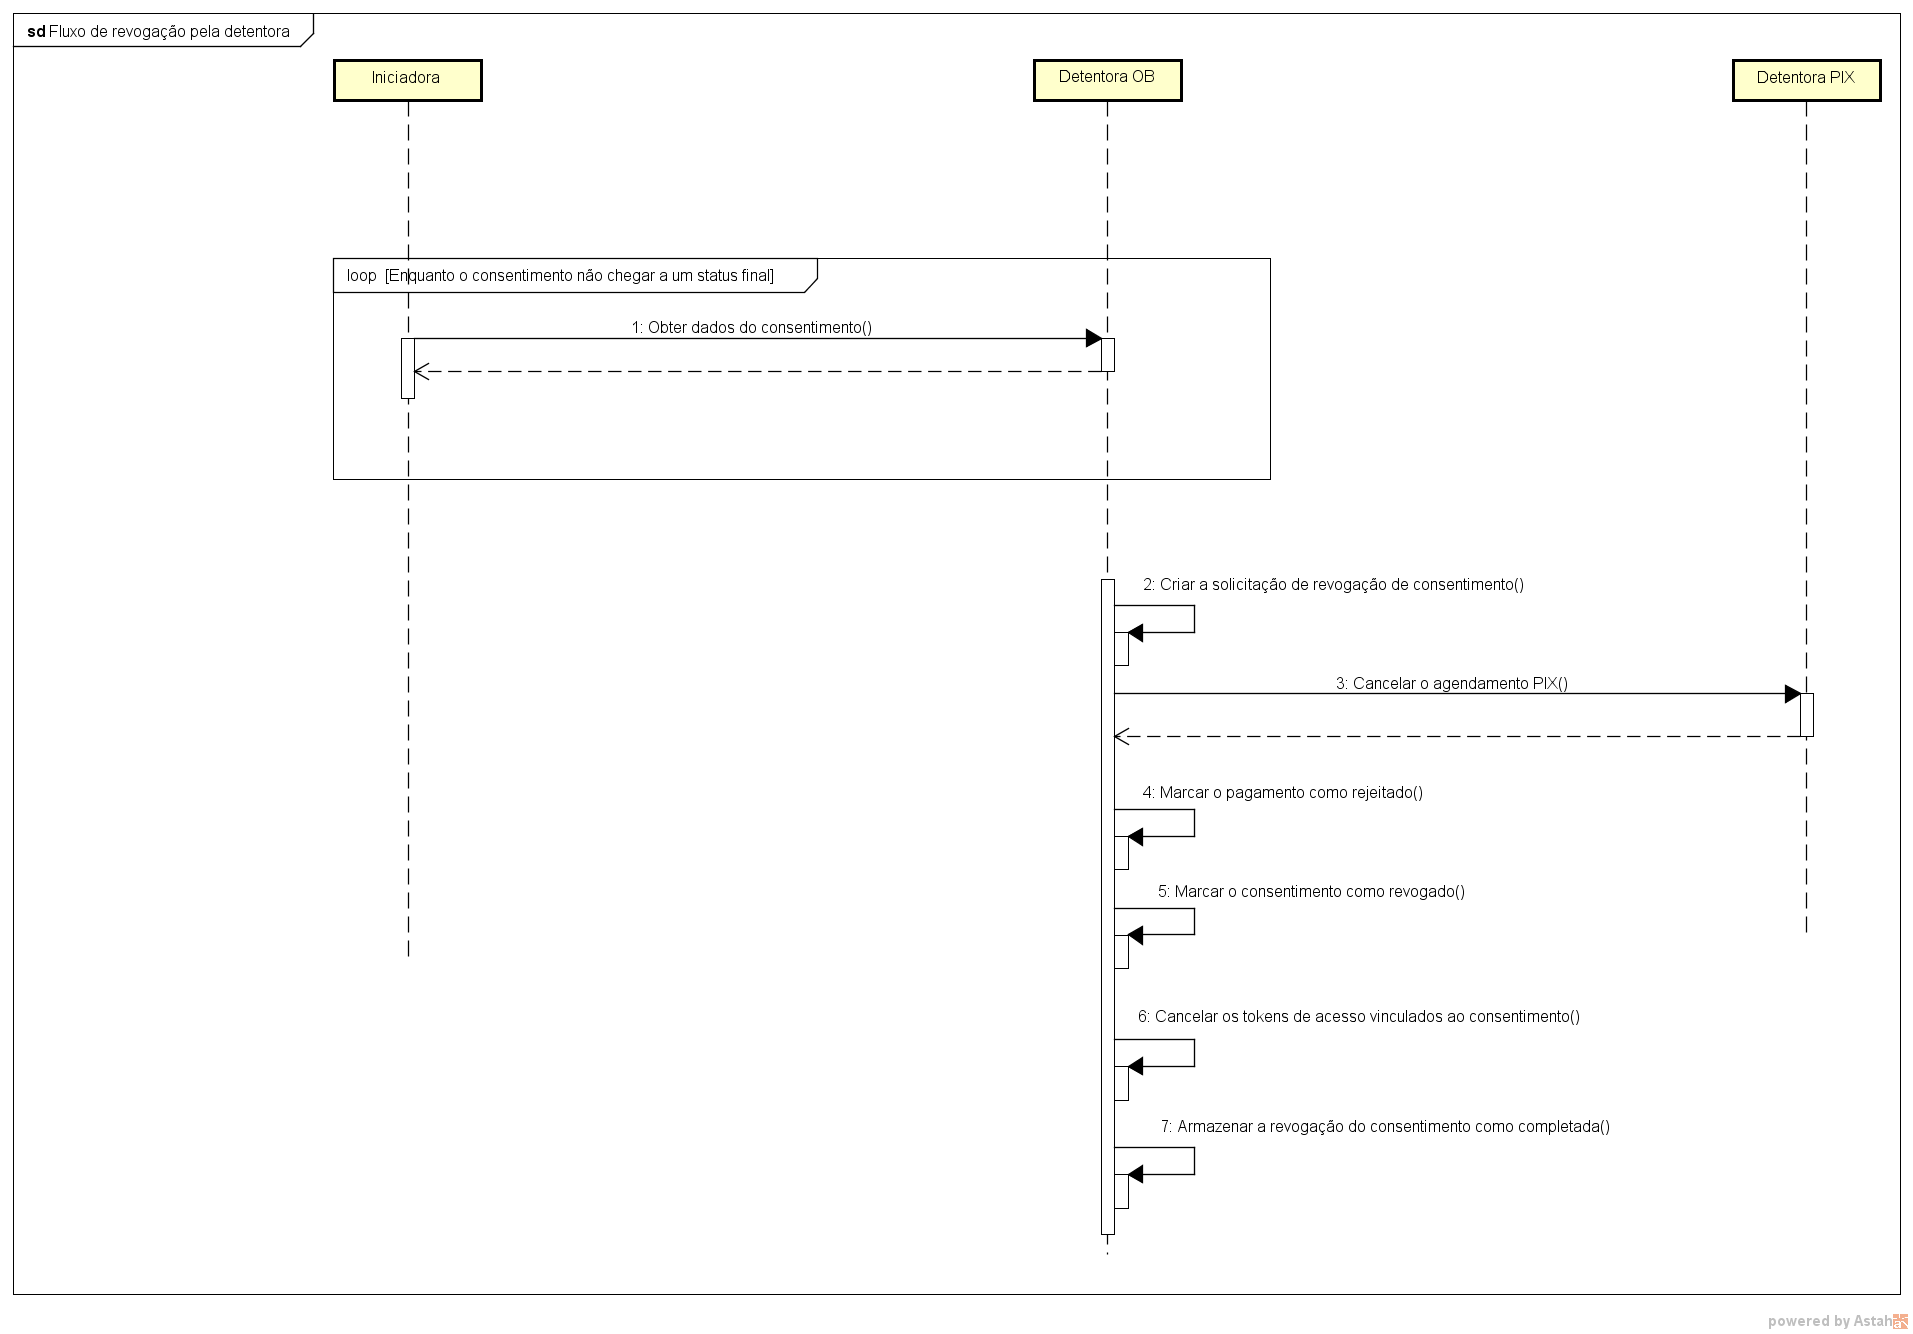 sd Fluxo de revogação pela detentora
Iniciadora
Detentora OB
Detentora PIX
loop [Enquanto o consentimento não chegar a um status final]
1: Obter dados do consentimento()
2: Criar a solicitação de revogação de consentimento()
3: Cancelar o agendamento PIX()
4: Marcar o pagamento como rejeitado()
5: Marcar o consentimento como revogado()
6: Cancelar os tokens de acesso vinculados ao consentimento()
7: Armazenar a revogação do consentimento como completada()
powered by Astah